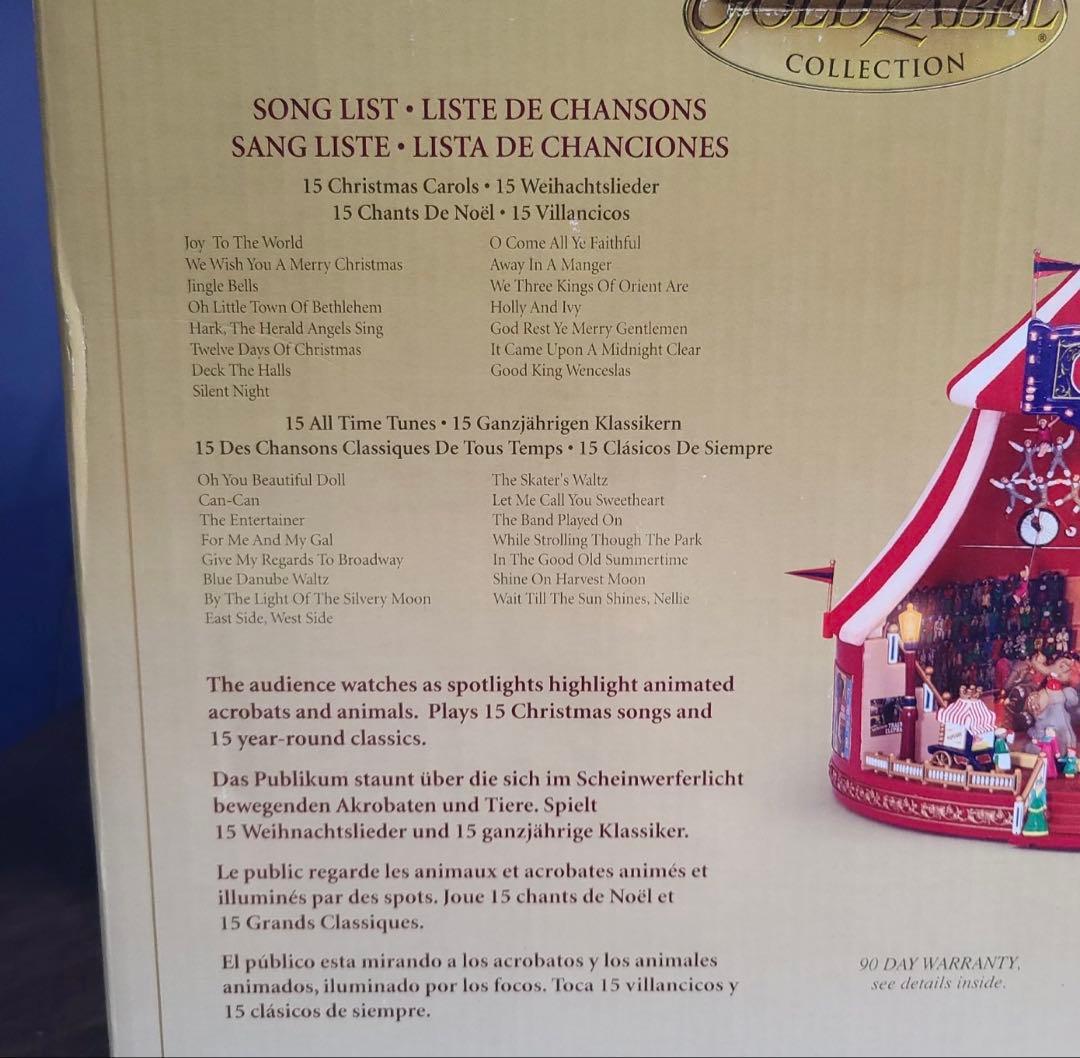 GOLD LABEL®
COLLECTION
SONG LIST • LISTE DE CHANSONS
SANG LISTE • LISTA DE CHANCIONES
15 Christmas Carols • 15 Weihachtslieder
15 Chants De Noël • 15 Villancicos
Joy To The World
We Wish You A Merry Christmas
Jingle Bells
Oh Little Town Of Bethlehem
Hark, The Herald Angels Sing
Twelve Days Of Christmas
Deck The Halls
Silent Night
O Come All Ye Faithful
Away In A Manger
We Three Kings Of Orient Are
Holly And Ivy
God Rest Ye Merry Gentlemen
It Came Upon A Midnight Clear
Good King Wenceslas
15 All Time Tunes • 15 Ganzjährigen Klassikern
15 Des Chansons Classiques De Tous Temps • 15 Clásicos De Siempre
Oh You Beautiful Doll
Can-Can
The Entertainer
For Me And My Gal
Give My Regards To Broadway
Blue Danube Waltz
By The Light Of The Silvery Moon
East Side, West Side
The Skater's Waltz
Let Me Call You Sweetheart
The Band Played On
While Strolling Though The Park
In The Good Old Summertime
Shine On Harvest Moon
Wait Till The Sun Shines, Nellie
The audience watches as spotlights highlight animated
acrobats and animals. Plays 15 Christmas songs and
15 year-round classics.
Das Publikum staunt über die sich im Scheinwerferlicht
bewegenden Akrobaten und Tiere. Spielt
15 Weihnachtslieder und 15 ganzjährige Klassiker.
Le public regarde les animaux et acrobates animés et
illuminés par des spots. Joue 15 chants de Noël et
15 Grands Classiques.
El público esta mirando a los acrobatos y los animales
animados, iluminado por los focos. Toca 15 villancicos y
15 clásicos de siempre.
90 DAY WARRANTY,
see details inside.